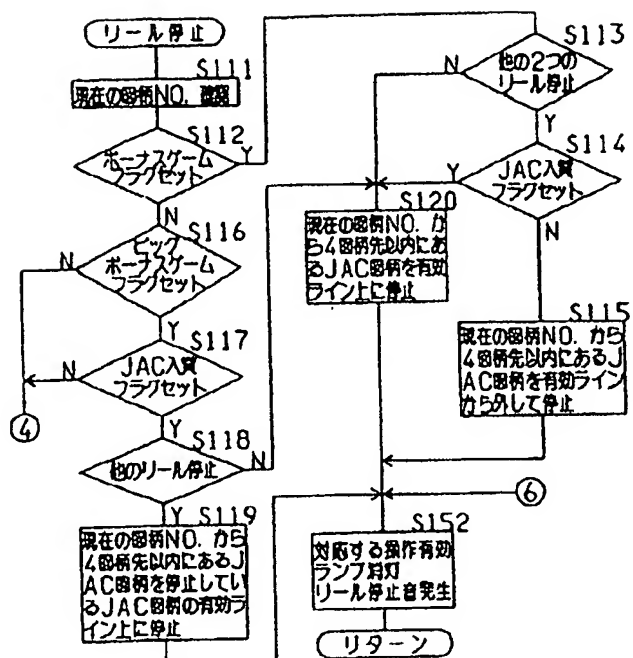 リール停止
S111
現在の図柄NO. 確認
S112
ボーナスゲーム
フラグセット
Y
N
S116
ビッグ
ボーナスゲーム
フラグセット
N
Y
S117
JAC入賞
フラグセット
N
④
Y
S118
他のリール停止
N
Y
S119
現在の図柄NO. から
4図柄先以内にあるJ
AC図柄を停止してい
るJAC図柄の有効ラ
イン上に停止
S113
他の2つの
リール停止
N
Y
S114
JAC入賞
フラグセット
Y
N
S120
現在の図柄NO. か
ら4図柄先以内にあ
るJAC図柄を有効
ライン上に停止
S115
現在の図柄NO. から
4図柄先以内にあるJ
AC図柄を有効ライン
から外して停止
⑥
S152
対応する操作有効
ランプ消灯
リール停止音発生
リターン